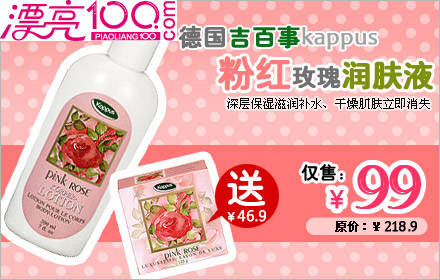 漂亮100.com
PIAOLIANG100
德国吉百事kappus
粉红玫瑰润肤液
深层保湿滋润补水、干燥肌肤立即消失
Kappus
PINK ROSE
LOTION
LOTION POUR LE CORPS
BODY LOTION
送
¥46.9
仅售:
¥99
原价:¥218.9
Kappus
PINK ROSE